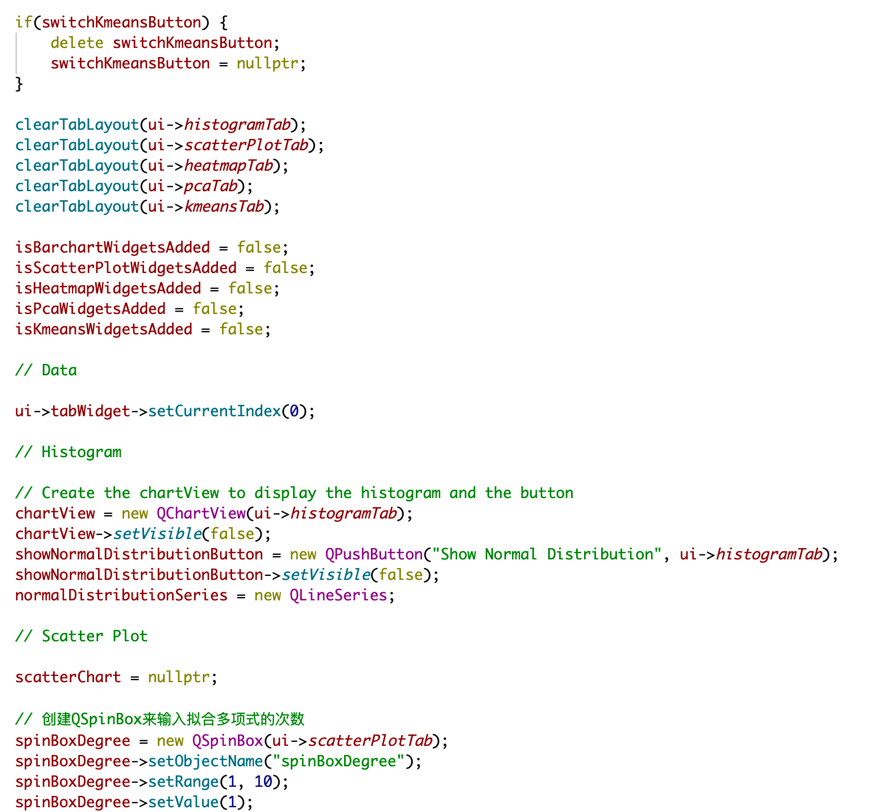 if(switchKmeansButton) {
    delete switchKmeansButton;
    switchKmeansButton = nullptr;
}
clearTabLayout(ui->histogramTab);
clearTabLayout(ui->scatterPlotTab);
clearTabLayout(ui->heatmapTab);
clearTabLayout(ui->pcaTab);
clearTabLayout(ui->kmeansTab);
isBarchartWidgetsAdded = false;
isScatterPlotWidgetsAdded = false;
isHeatmapWidgetsAdded = false;
isPcaWidgetsAdded = false;
isKmeansWidgetsAdded = false;
// Data
ui->tabWidget->setCurrentIndex(0);
// Histogram
// Create the chartView to display the histogram and the button
chartView = new QChartView(ui->histogramTab);
chartView->setVisible(false);
showNormalDistributionButton = new QPushButton("Show Normal Distribution", ui->histogramTab);
showNormalDistributionButton->setVisible(false);
normalDistributionSeries = new QLineSeries;
// Scatter Plot
scatterChart = nullptr;
// 创建QSpinBox来输入拟合多项式的次数
spinBoxDegree = new QSpinBox(ui->scatterPlotTab);
spinBoxDegree->setObjectName("spinBoxDegree");
spinBoxDegree->setRange(1, 10);
spinBoxDegree->setValue(1);